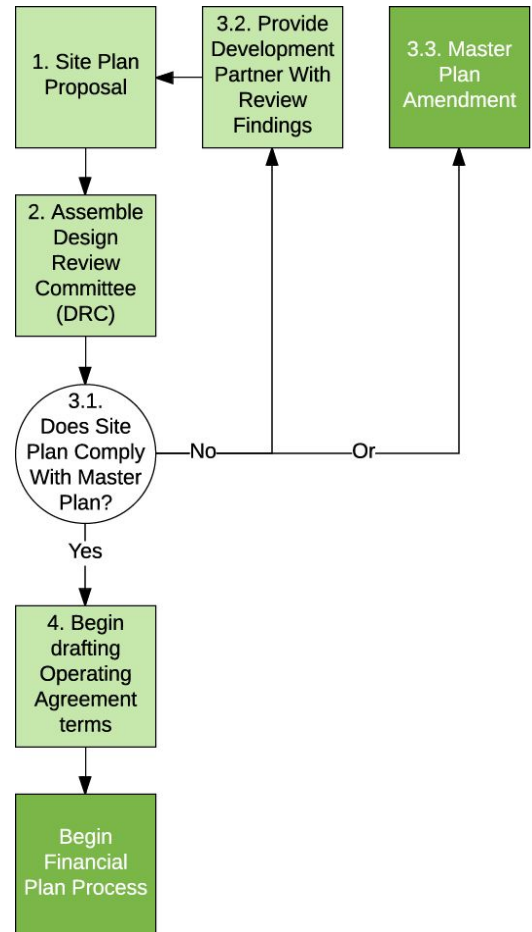 1. Site Plan
Proposal
3.2. Provide
Development
Partner With
Review
Findings
3.3. Master
Plan
Amendment
2. Assemble
Design
Review
Committee
(DRC)
3.1.
Does Site
Plan Comply
With Master
Plan?
No
Or
Yes
4. Begin
drafting
Operating
Agreement
terms
Begin
Financial
Plan Process